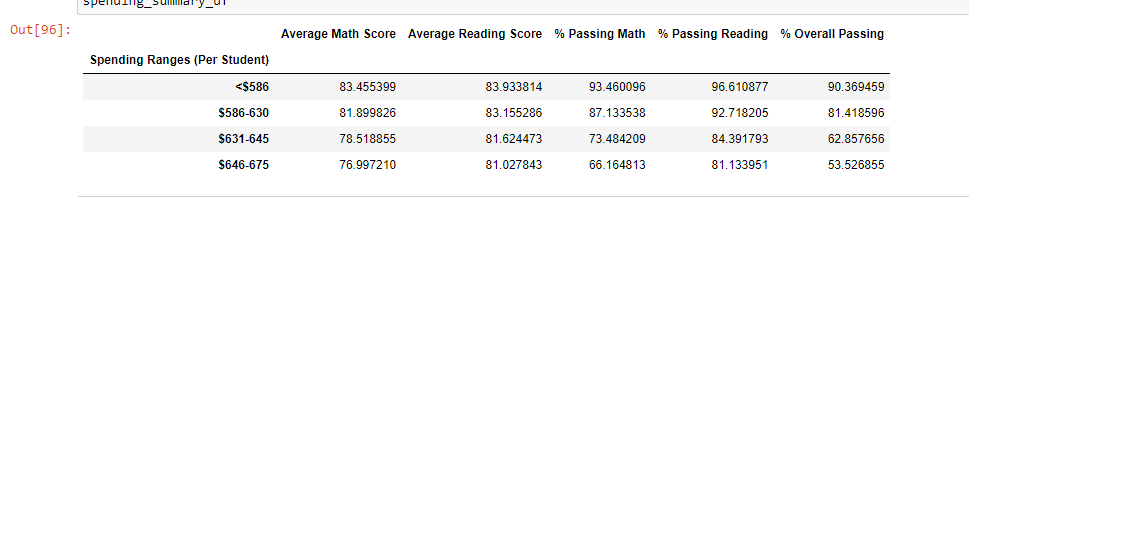 spending_summary_df
Out[96]:
Average Math Score Average Reading Score % Passing Math % Passing Reading % Overall Passing
Spending Ranges (Per Student)
<$586 83.455399 83.933814 93.460096 96.610877 90.369459
$586-630 81.899826 83.155286 87.133538 92.718205 81.418596
$631-645 78.518855 81.624473 73.484209 84.391793 62.857656
$646-675 76.997210 81.027843 66.164813 81.133951 53.526855